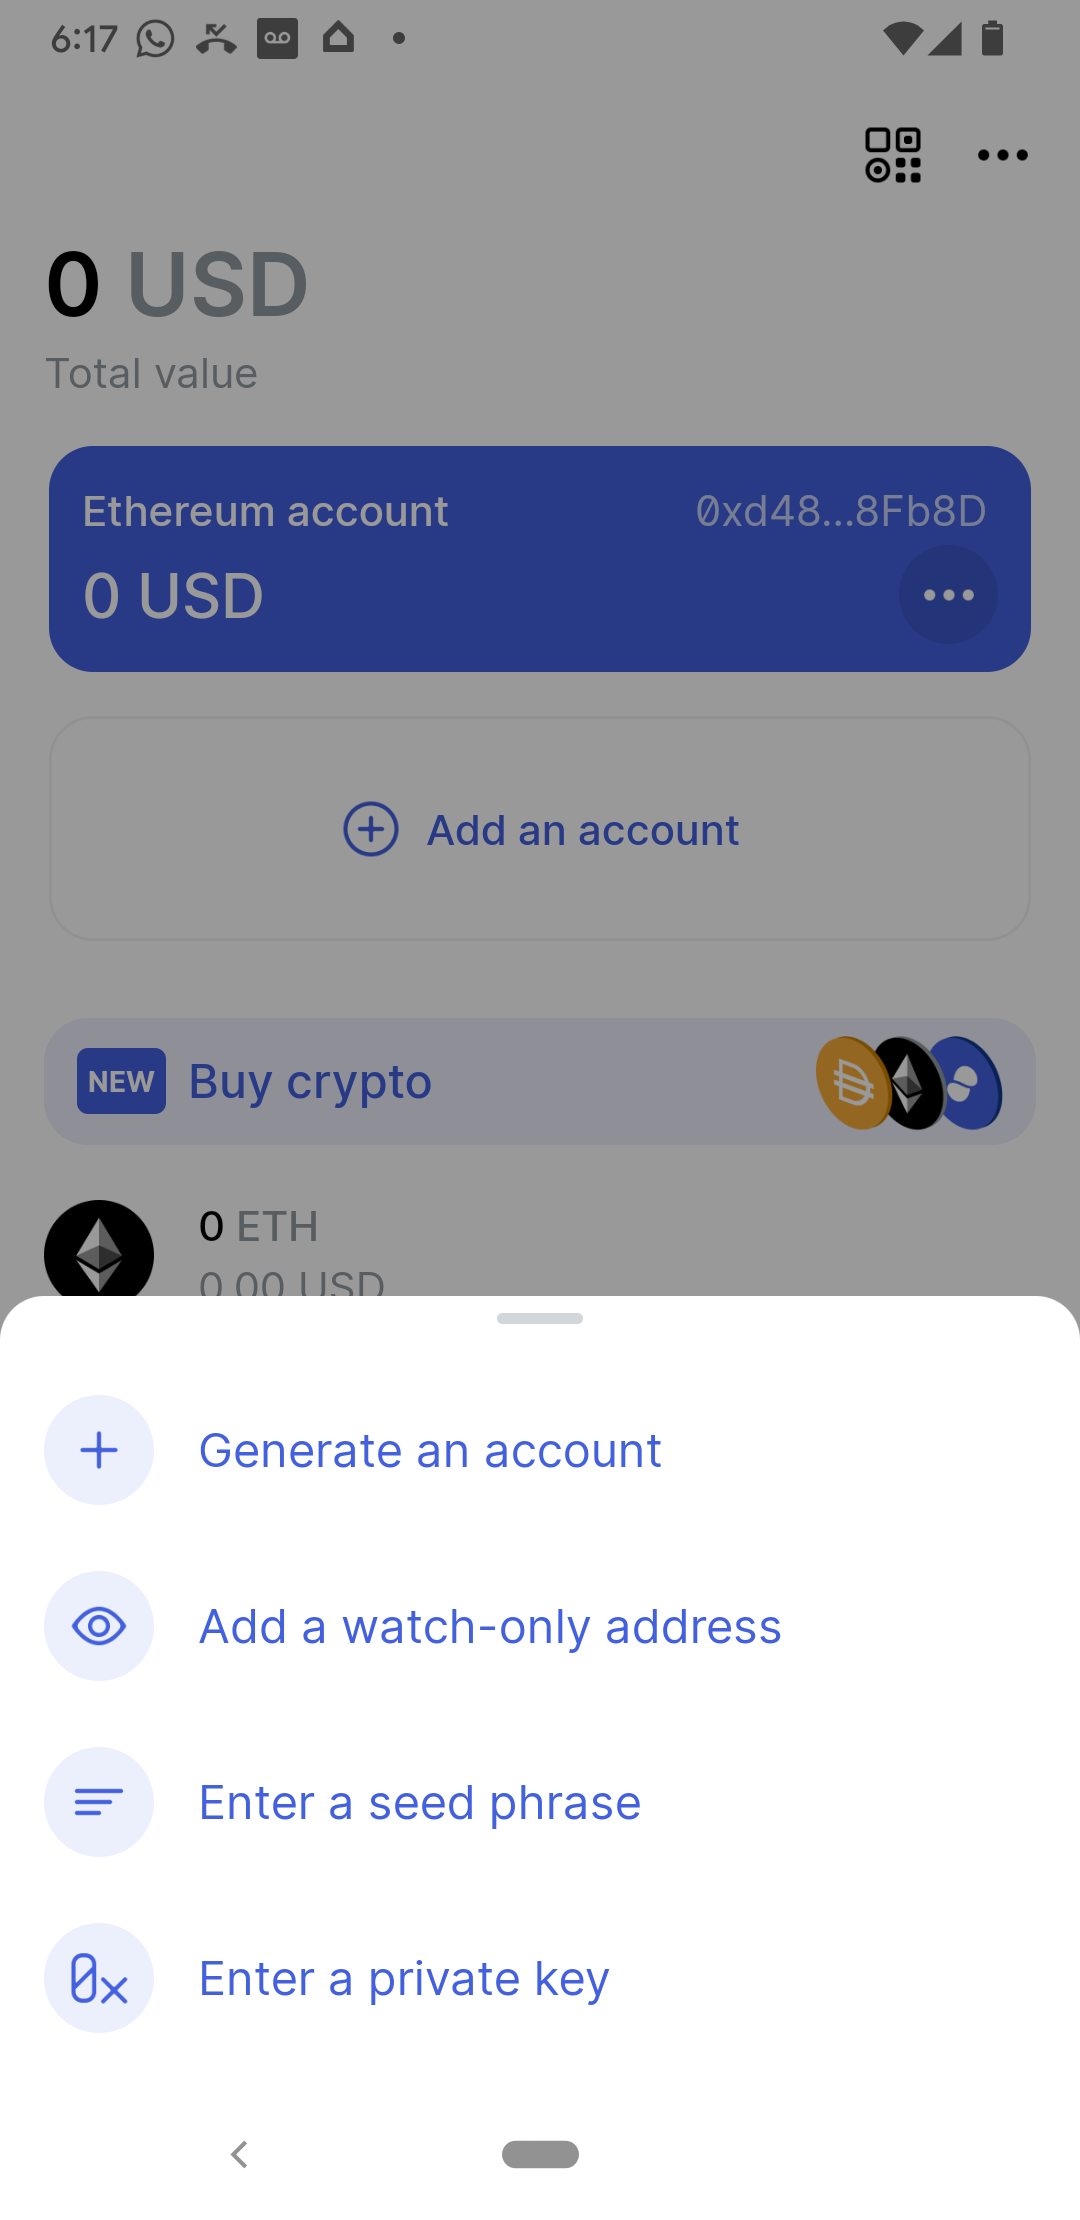 6:17
0 USD
Total value
Ethereum account 0xd48...8Fb8D
0 USD
Add an account
NEW Buy crypto
0 ETH
0.00 USD
Generate an account
Add a watch-only address
Enter a seed phrase
Enter a private key